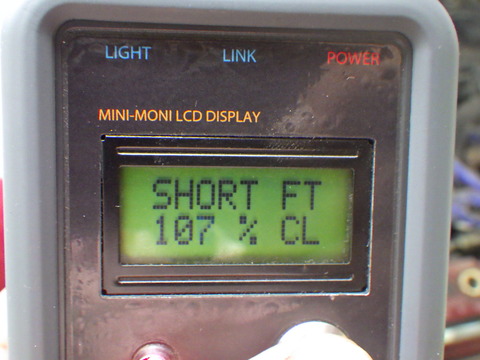 LIGHT LINK POWER
MINI-MONI LCD DISPLAY
SHORT FT
107 % CL